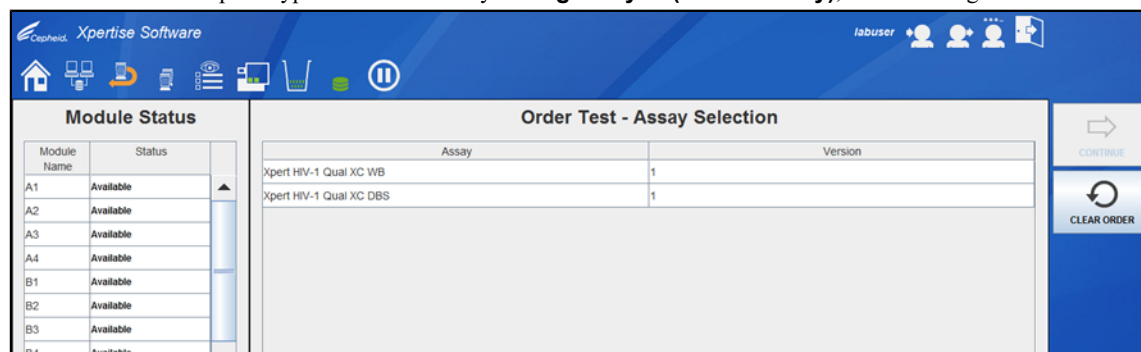 Cepheid. Xpertise Software
labuser
Module Status
Order Test - Assay Selection
Module Name Status
Assay Version
CONTINUE
Xpert HIV-1 Qual XC WB 1
Xpert HIV-1 Qual XC DBS 1
CLEAR ORDER
A1 Available
A2 Available
A3 Available
A4 Available
B1 Available
B2 Available
B3 Available